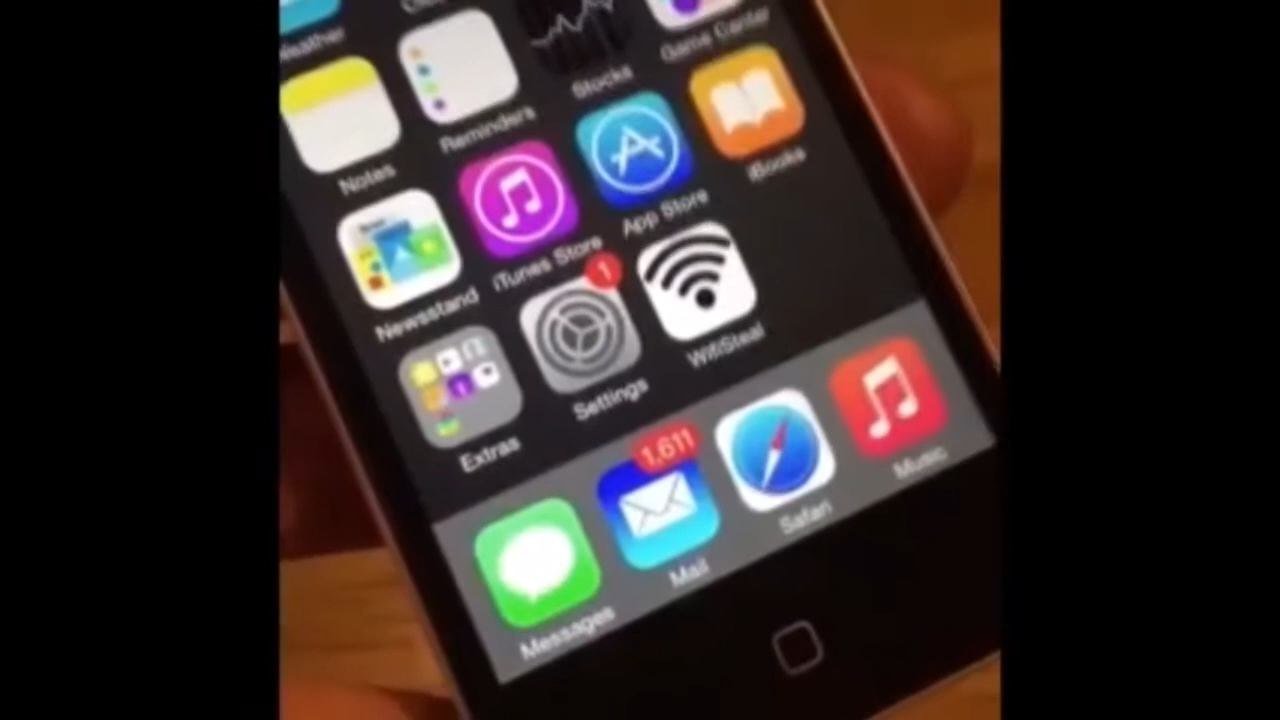 Weather
Game Center
Stocks
Reminders
Notes
iBooks
App Store
iTunes Store
Newsstand
1
WifiSteal
Settings
Extras
1,611
Music
Safari
Mail
Messages